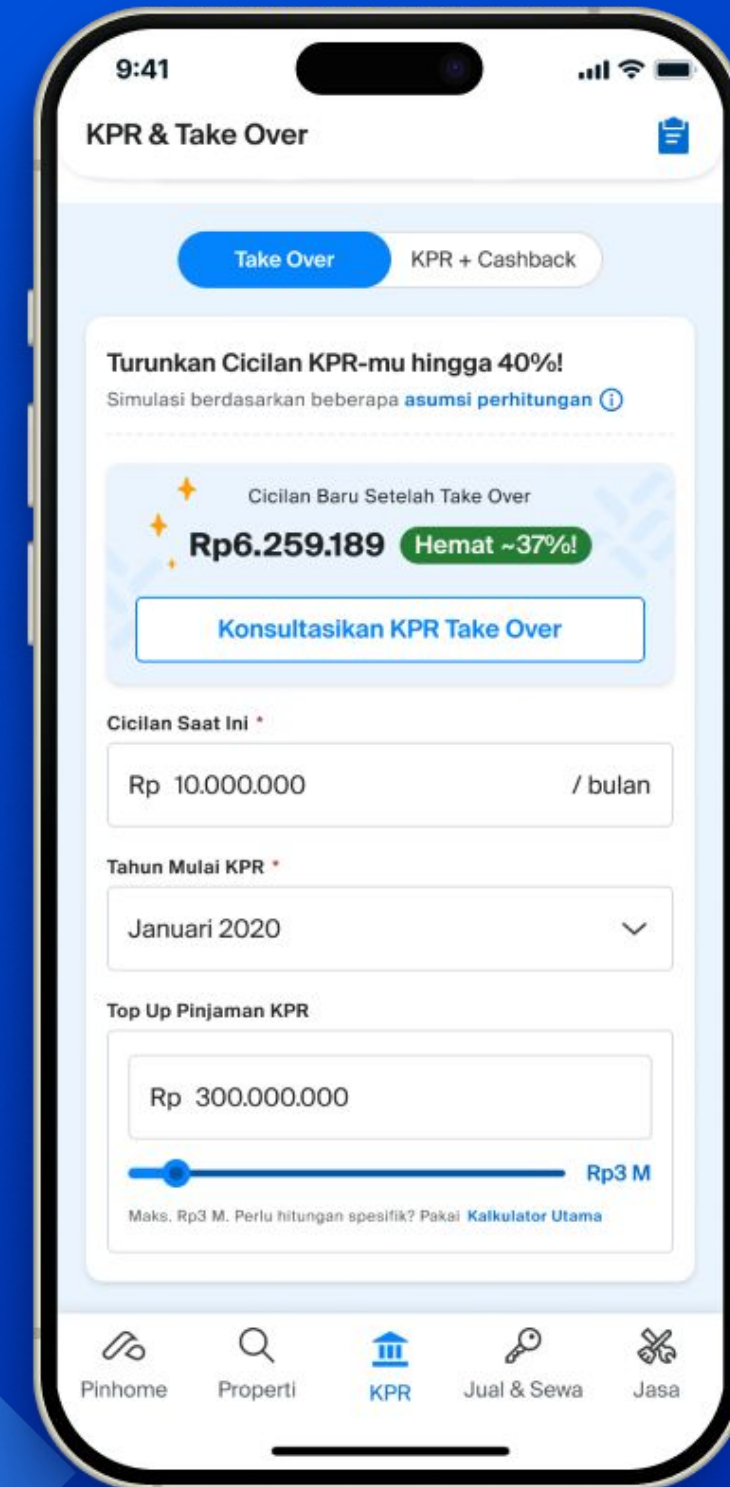 9:41
KPR & Take Over
Take Over
KPR + Cashback
Turunkan Cicilan KPR-mu hingga 40%!
Simulasi berdasarkan beberapa asumsi perhitungan
Cicilan Baru Setelah Take Over
Rp6.259.189 Hemat ~37%!
Konsultasikan KPR Take Over
Cicilan Saat Ini *
Rp 10.000.000 / bulan
Tahun Mulai KPR *
Januari 2020
Top Up Pinjaman KPR
Rp 300.000.000
Rp3 M
Maks. Rp3 M. Perlu hitungan spesifik? Pakai Kalkulator Utama
Pinhome Properti KPR Jual & Sewa Jasa